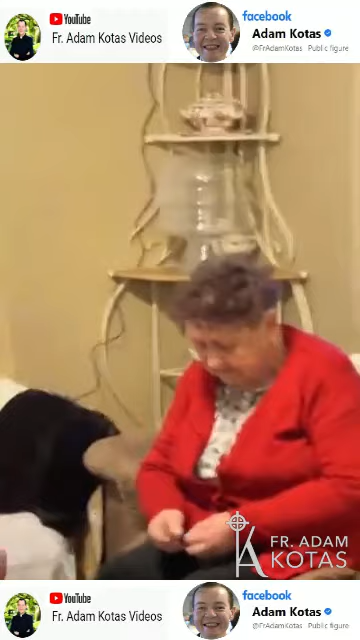 YouTube
Fr. Adam Kotas Videos
facebook
Adam Kotas
@FrAdamKotas · Public figure
FR. ADAM
KOTAS
YouTube
Fr. Adam Kotas Videos
facebook
Adam Kotas
@FrAdamKotas · Public figure